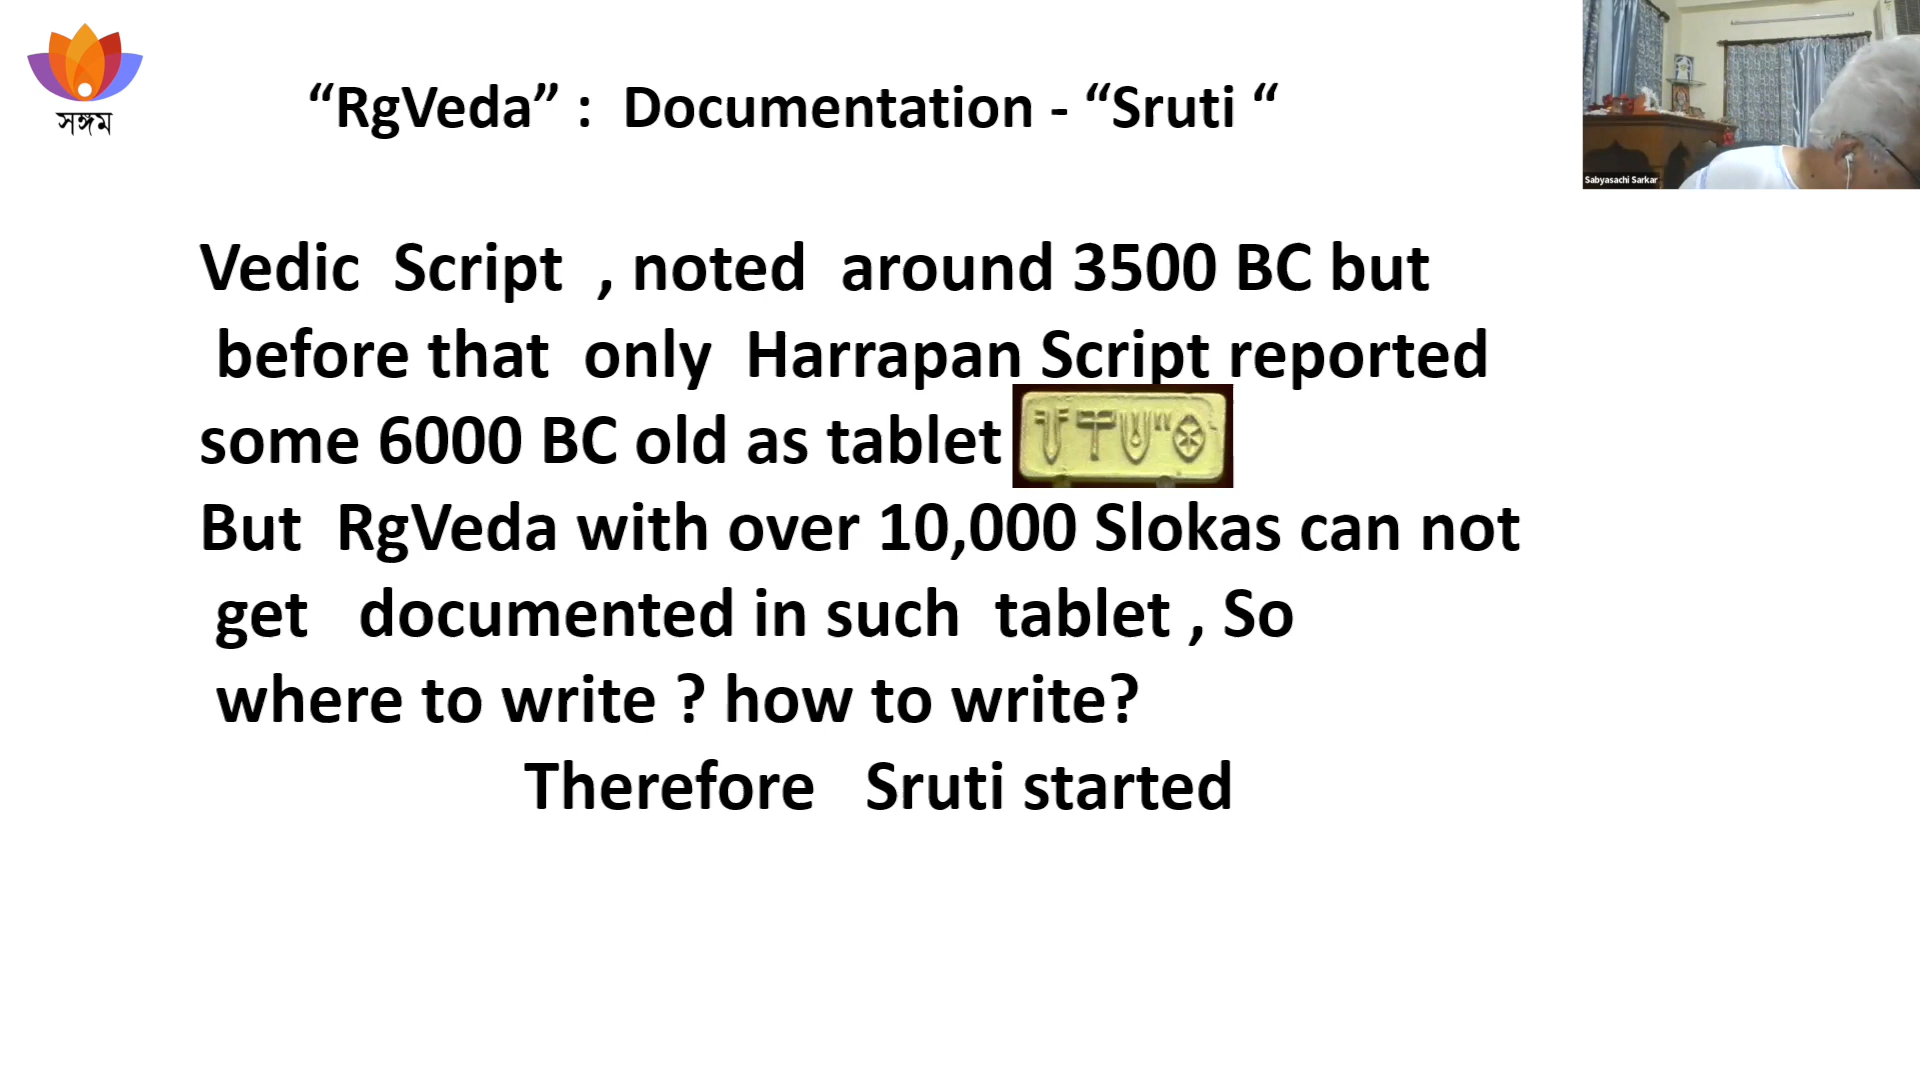 সঙ্গম
“RgVeda” : Documentation - “Sruti “
Sabyasachi Sarkar
Vedic Script , noted around 3500 BC but
before that only Harrapan Script reported
some 6000 BC old as tablet
But RgVeda with over 10,000 Slokas can not
get documented in such tablet , So
where to write ? how to write?
Therefore Sruti started